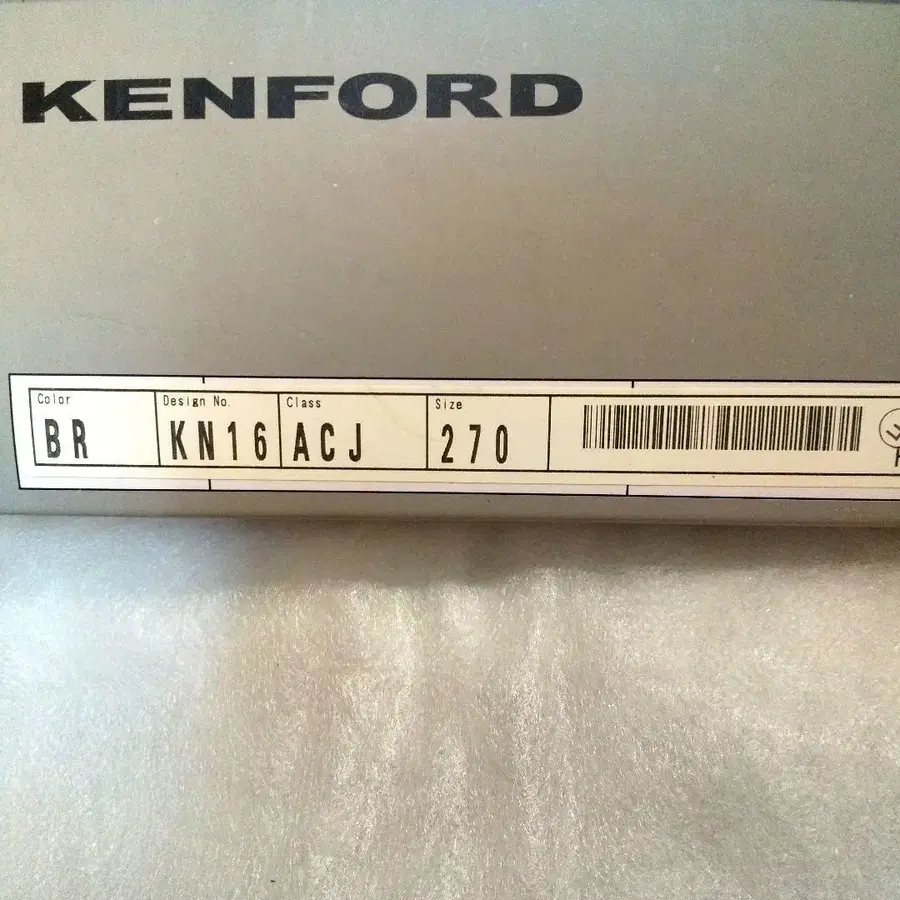 KENFORD
Color Design No. Class Size
BR KN16 ACJ 270